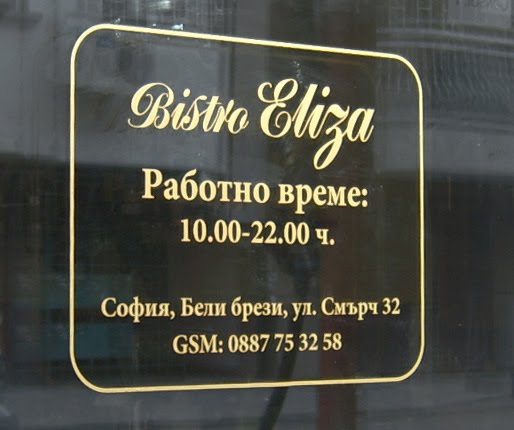 Bistro Eliza
Работно време:
10.00-22.00 ч.
София, Бели брези, ул. Смърч 32
GSM: 0887 75 32 58